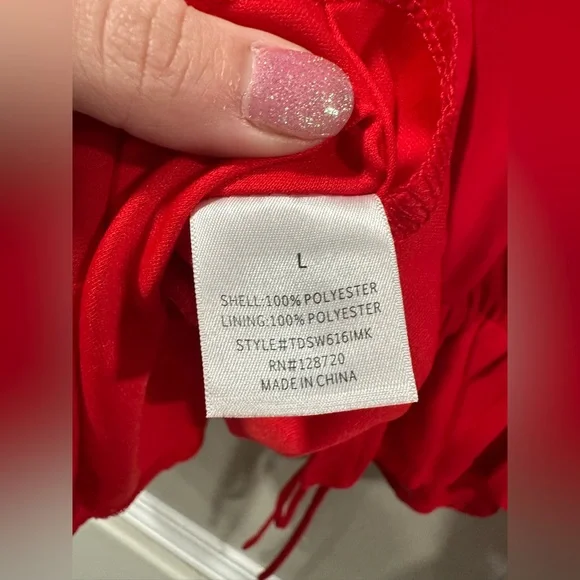 L
SHELL:100% POLYESTER
LINING:100% POLYESTER
STYLE#TDSW616IMK
RN#128720
MADE IN CHINA